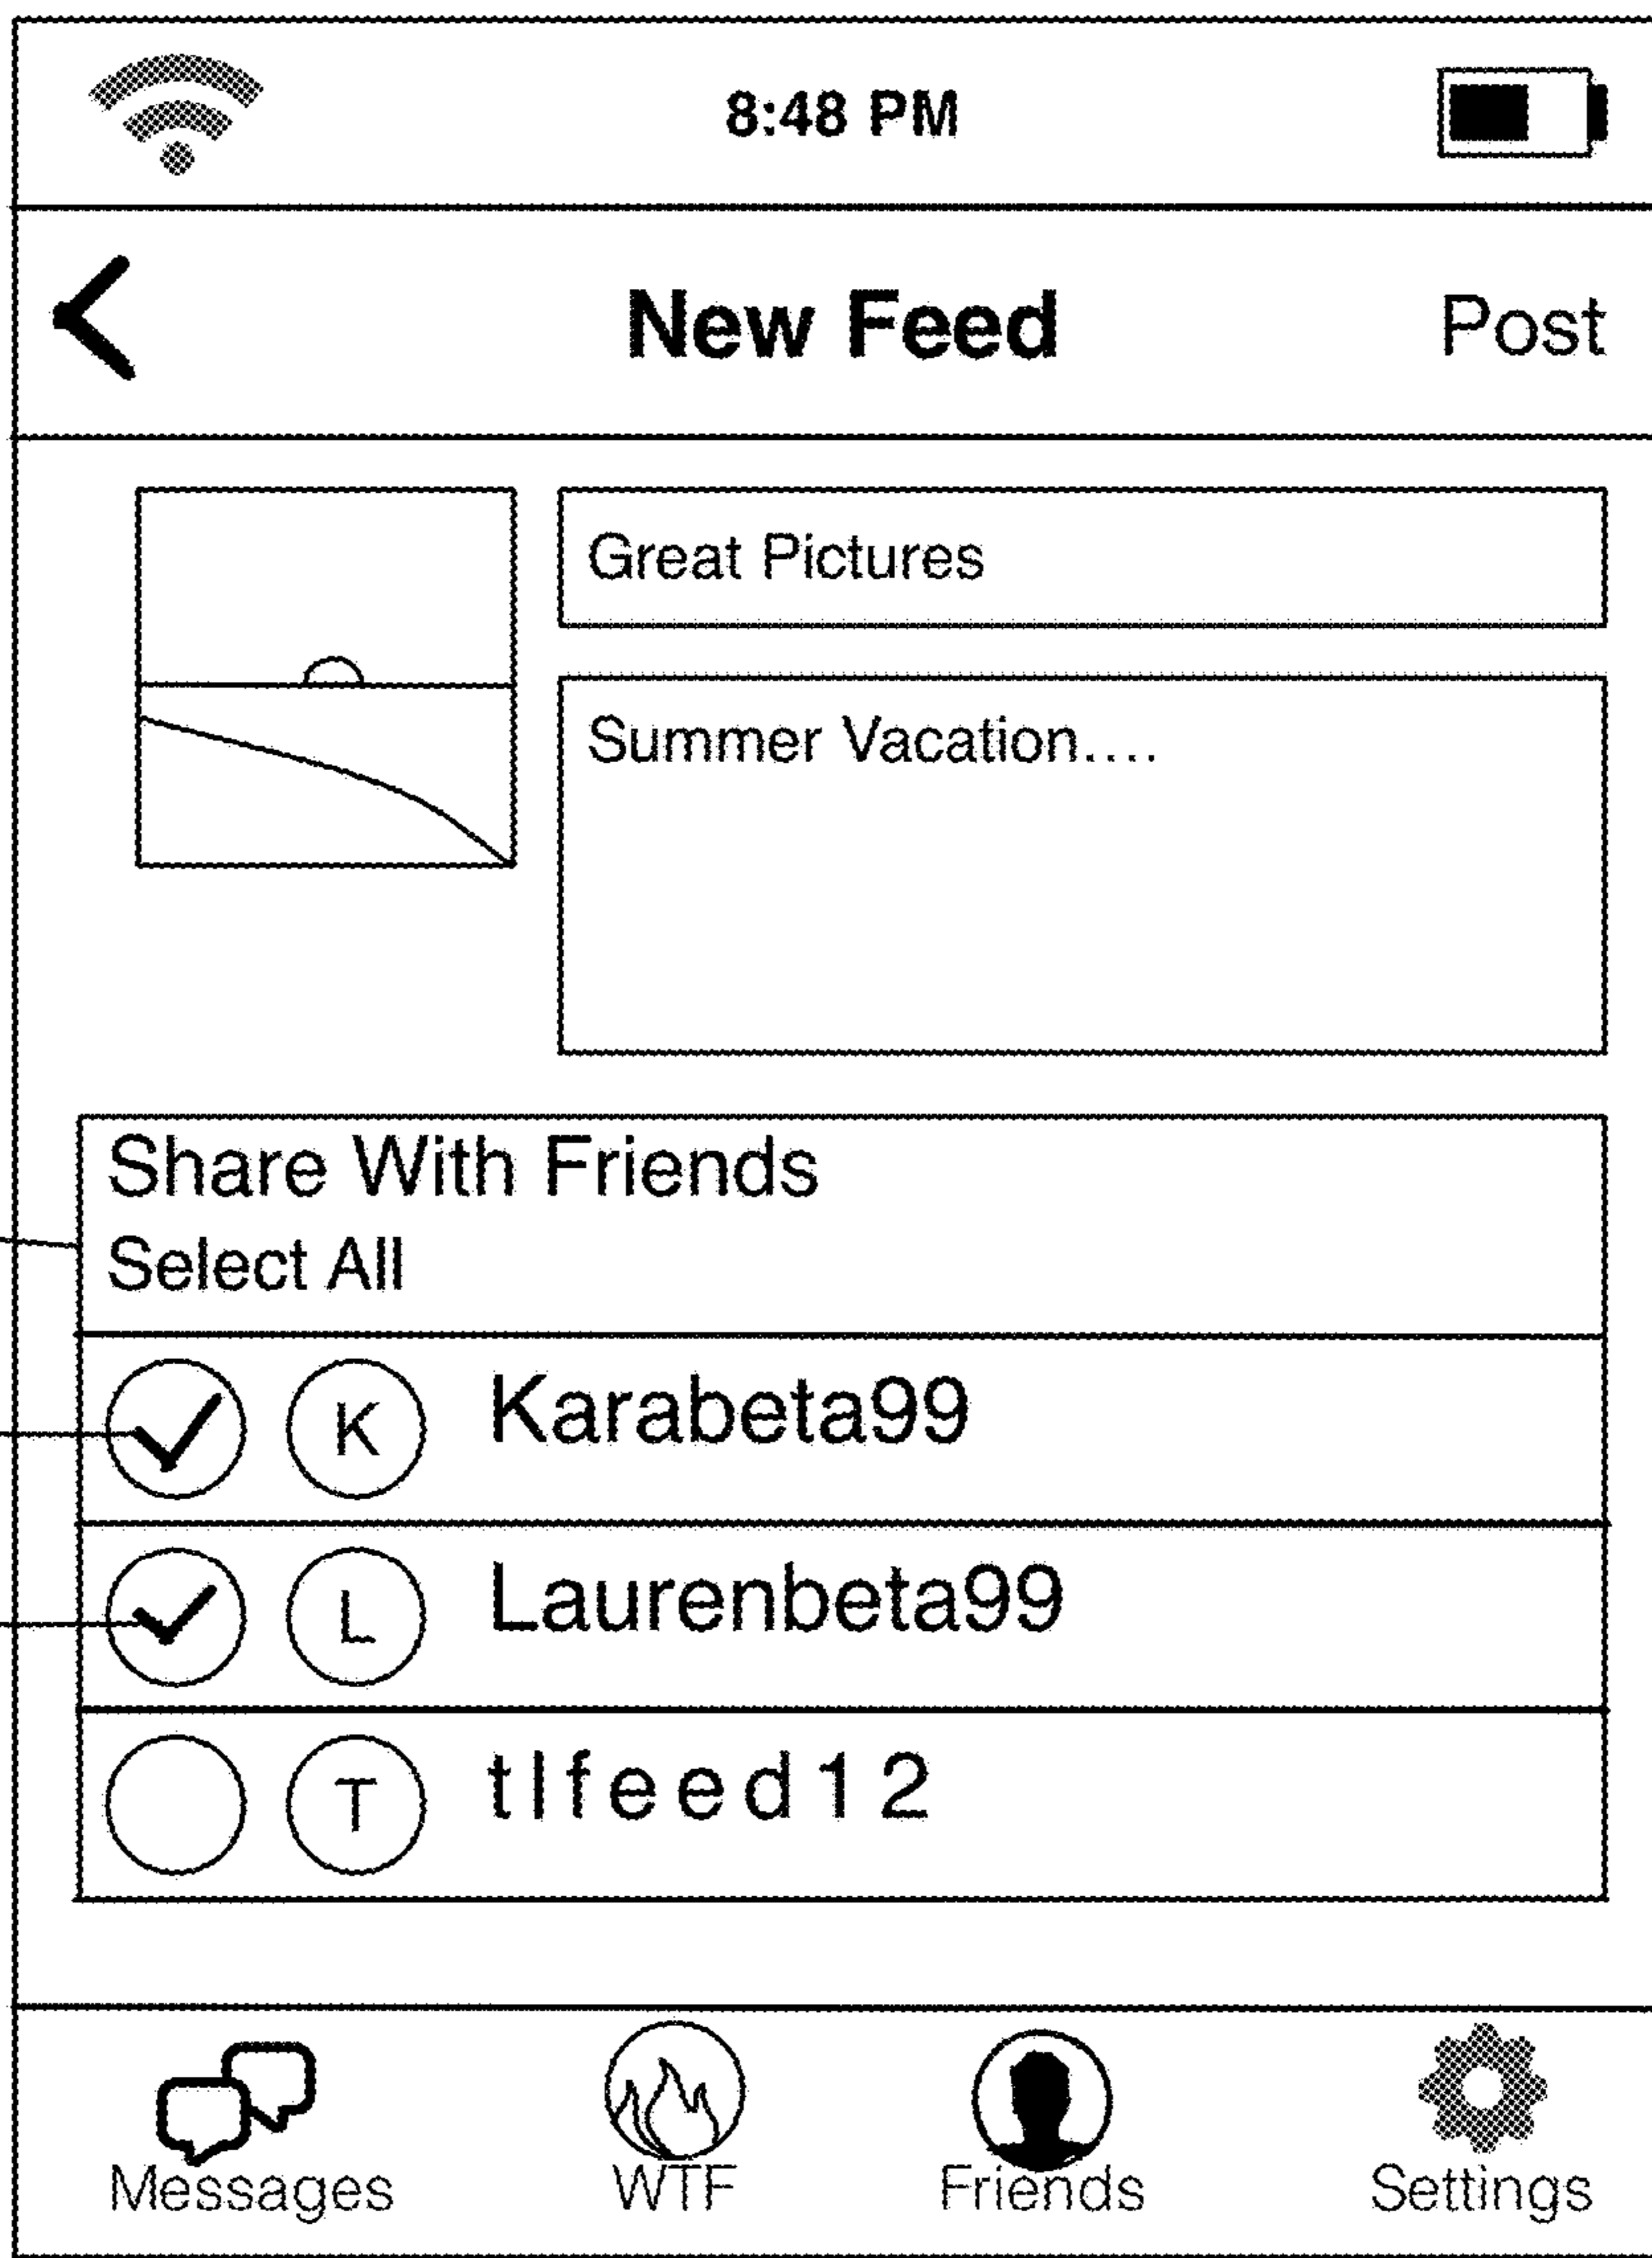 8:48 PM
New Feed Post
Great Pictures
Summer Vacation....
Share With Friends
Select All
K Karabeta99
L Laurenbeta99
T tlfeed12
Messages WTF Friends Settings